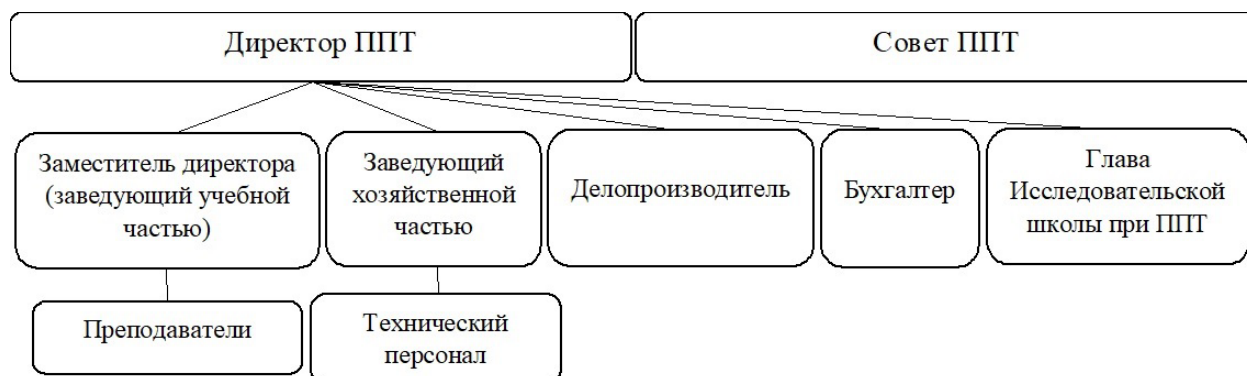 Директор ППТ
Совет ППТ
Заместитель директора
(заведующий учебной
частью)
Заведующий
хозяйственной
частью
Делопроизводитель
Бухгалтер
Глава
Исследовательской
школы при ППТ
Преподаватели
Технический
персонал